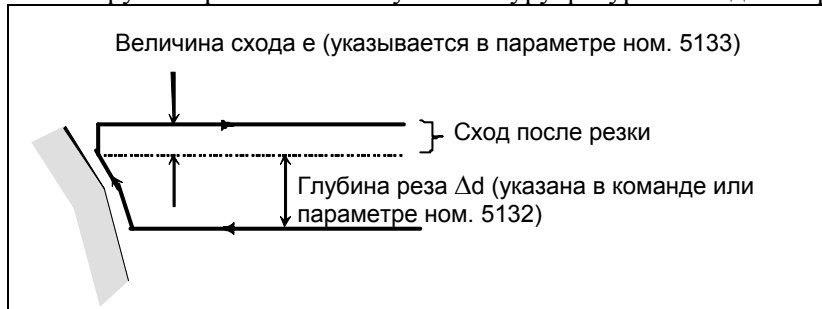 Величина схода e (указывается в параметре ном. 5133)
Сход после резки
Глубина реза Δd (указана в команде или
параметре ном. 5132)